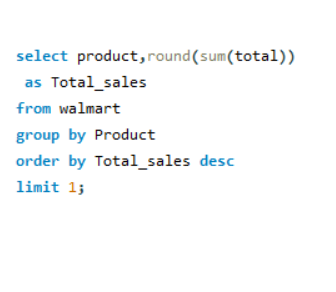 select product,round(sum(total))
as Total_sales
from walmart
group by Product
order by Total_sales desc
limit 1;